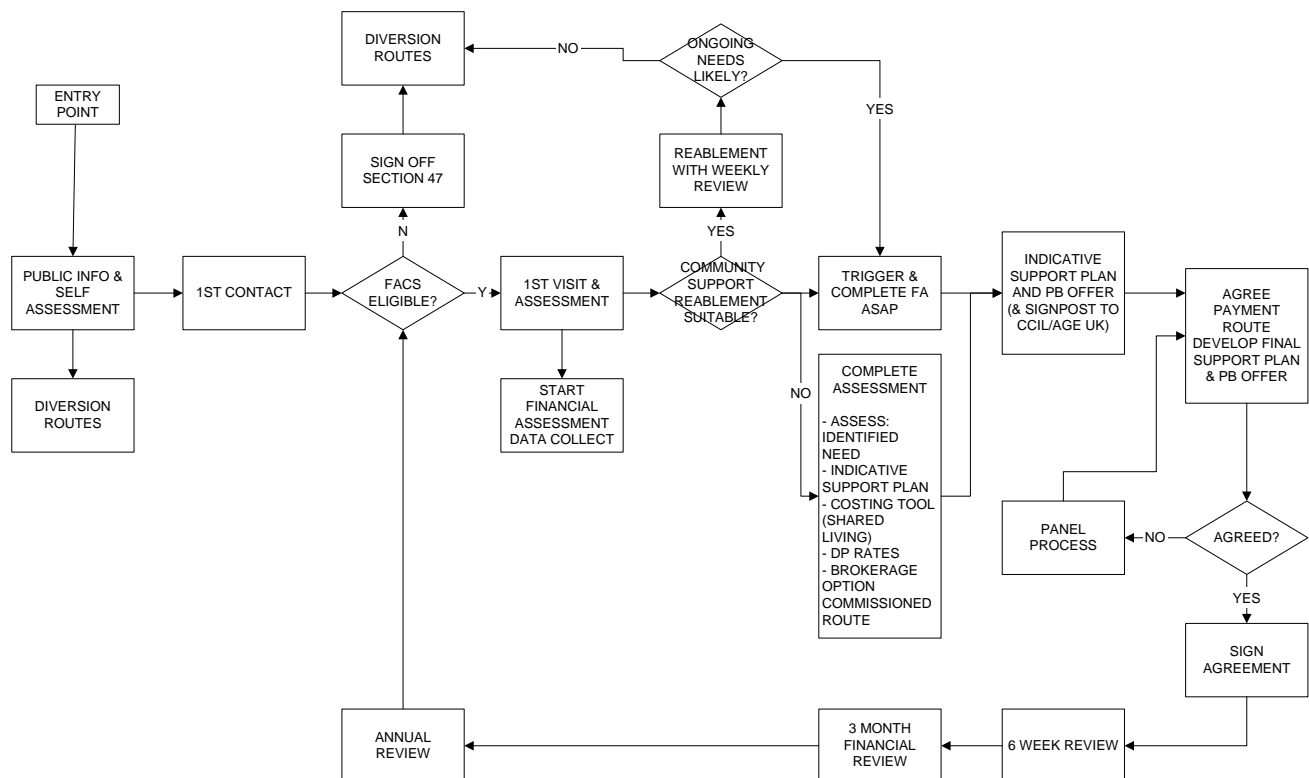 DIVERSION
ROUTES
NO
ONGOING
NEEDS
LIKELY?
ENTRY
POINT
YES
SIGN OFF
SECTION 47
REABLEMENT
WITH WEEKLY
REVIEW
N
YES
PUBLIC INFO &
SELF
ASSESSMENT
1ST CONTACT
FACS
ELIGIBLE?
Y
1ST VISIT &
ASSESSMENT
COMMUNITY
SUPPORT
REABLEMENT
SUITABLE?
TRIGGER &
COMPLETE FA
ASAP
INDICATIVE
SUPPORT PLAN
AND PB OFFER
(& SIGNPOST TO
CCIL/AGE UK)
AGREE
PAYMENT
ROUTE
DEVELOP FINAL
SUPPORT PLAN
& PB OFFER
DIVERSION
ROUTES
START
FINANCIAL
ASSESSMENT
DATA COLLECT
NO
COMPLETE
ASSESSMENT
- ASSESS:
IDENTIFIED
NEED
- INDICATIVE
SUPPORT PLAN
- COSTING TOOL
(SHARED
LIVING)
- DP RATES
- BROKERAGE
OPTION
COMMISSIONED
ROUTE
PANEL
PROCESS
NO
AGREED?
YES
SIGN
AGREEMENT
ANNUAL
REVIEW
3 MONTH
FINANCIAL
REVIEW
6 WEEK REVIEW